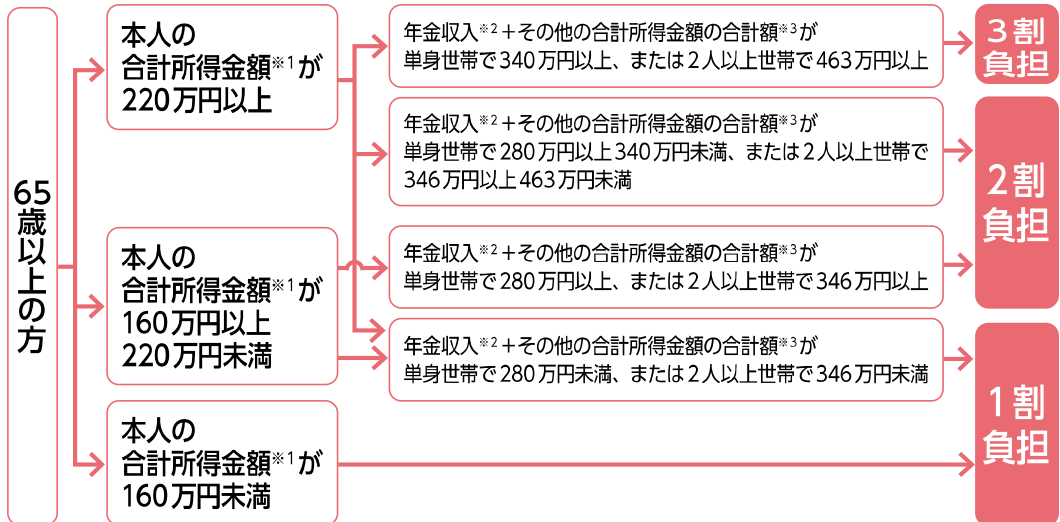 65歳以上の方
本人の
合計所得金額※1が
220万円以上
年金収入※2＋その他の合計所得金額の合計額※3が
単身世帯で340万円以上、または2人以上世帯で463万円以上
3割
負担
年金収入※2＋その他の合計所得金額の合計額※3が
単身世帯で280万円以上340万円未満、または2人以上世帯で
346万円以上463万円未満
2割
負担
本人の
合計所得金額※1が
160万円以上
220万円未満
年金収入※2＋その他の合計所得金額の合計額※3が
単身世帯で280万円以上、または2人以上世帯で346万円以上
年金収入※2＋その他の合計所得金額の合計額※3が
単身世帯で280万円未満、または2人以上世帯で346万円未満
1割
負担
本人の
合計所得金額※1が
160万円未満